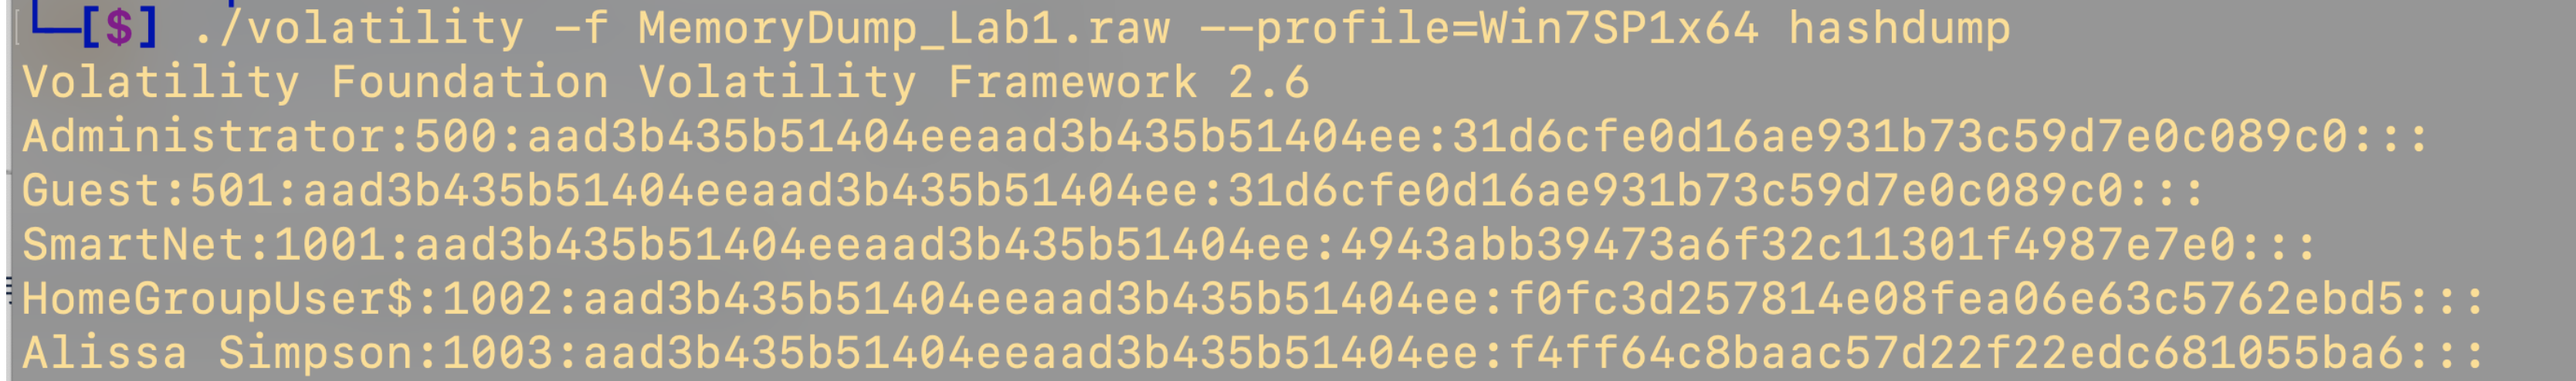 └─[$] ./volatility -f MemoryDump_Lab1.raw --profile=Win7SP1x64 hashdump
Volatility Foundation Volatility Framework 2.6
Administrator:500:aad3b435b51404eeaad3b435b51404ee:31d6cfe0d16ae931b73c59d7e0c089c0:::
Guest:501:aad3b435b51404eeaad3b435b51404ee:31d6cfe0d16ae931b73c59d7e0c089c0:::
SmartNet:1001:aad3b435b51404eeaad3b435b51404ee:4943abb39473a6f32c11301f4987e7e0:::
HomeGroupUser$:1002:aad3b435b51404eeaad3b435b51404ee:f0fc3d257814e08fea06e63c5762ebd5:::
Alissa Simpson:1003:aad3b435b51404eeaad3b435b51404ee:f4ff64c8baac57d22f22edc681055ba6:::